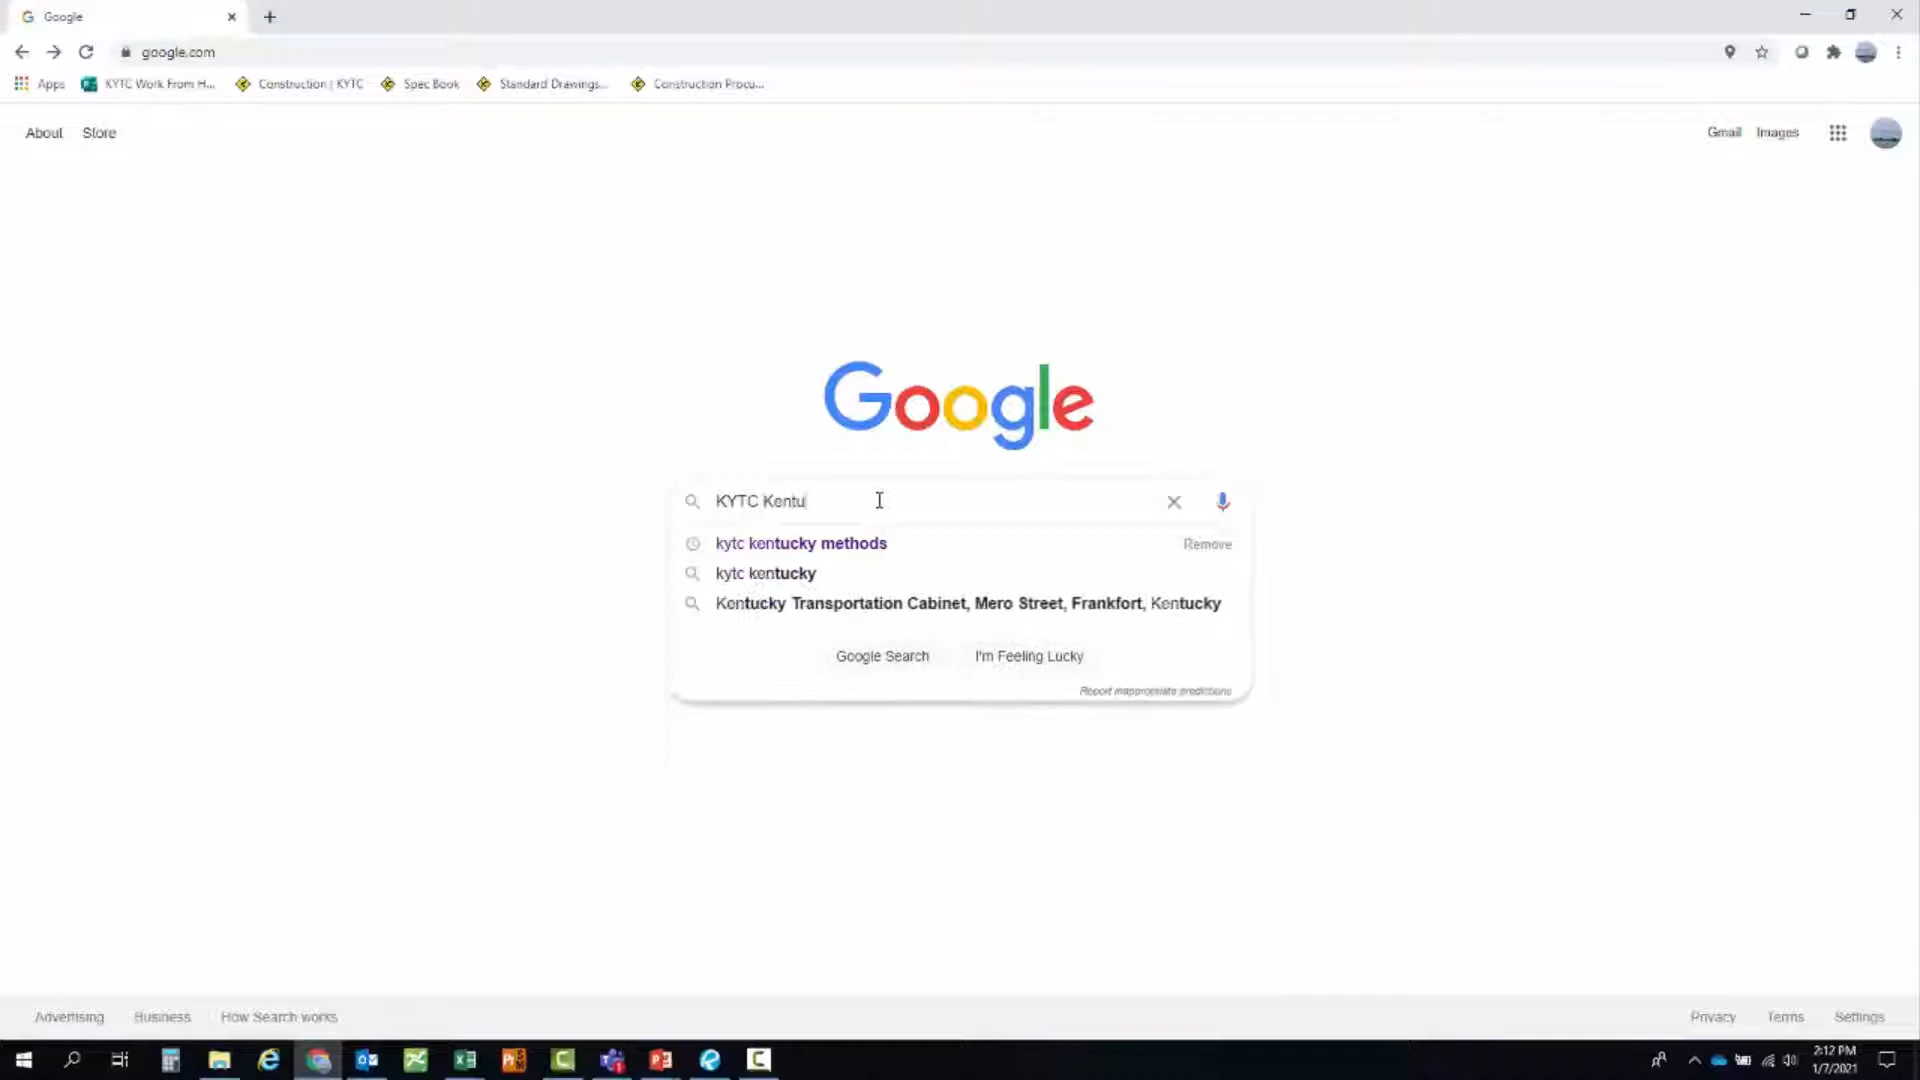 Google
google.com
Apps KYTC Work From H... Construction | KYTC Spec Book Standard Drawings... Construction Procu...
About Store Gmail Images
Google
KYTC Kentu
kytc kentucky methods Remove
kytc kentucky
Kentucky Transportation Cabinet, Mero Street, Frankfort, Kentucky
Google Search I'm Feeling Lucky
Report inappropriate predictions
Advertising Business How Search works Privacy Terms Settings
2:12 PM
1/7/2021